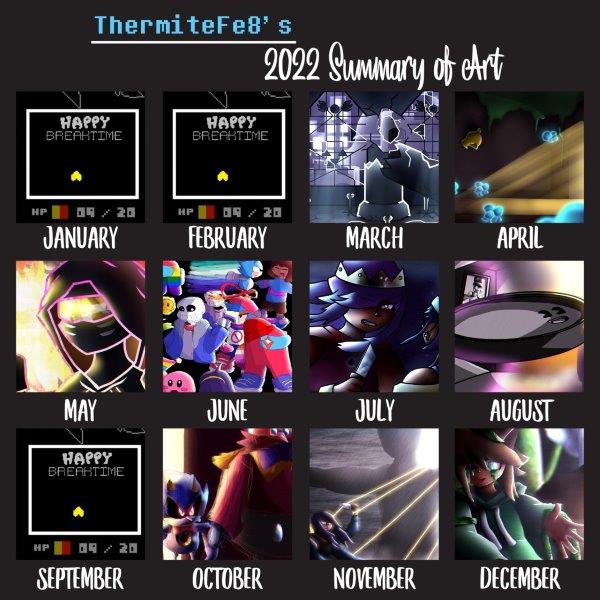 ThermiteFe8's
2022 Summary of Art
HAPPY
BREAKTIME
HP 09 / 20
HAPPY
BREAKTIME
HP 09 / 20
JANUARY
FEBRUARY
MARCH
APRIL
MAY
JUNE
JULY
AUGUST
HAPPY
BREAKTIME
HP 09 / 20
SEPTEMBER
OCTOBER
NOVEMBER
DECEMBER